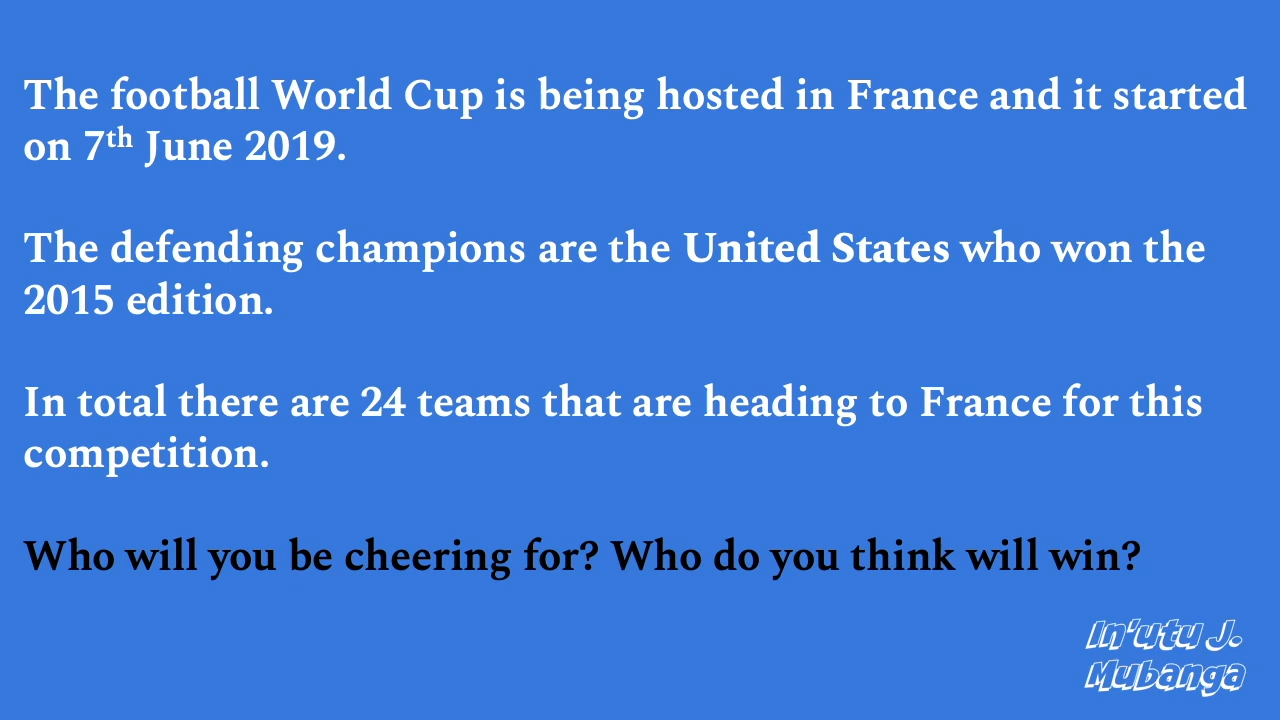 The football World Cup is being hosted in France and it started
on 7th June 2019.
The defending champions are the United States who won the
2015 edition.
In total there are 24 teams that are heading to France for this
competition.
Who will you be cheering for? Who do you think will win?
In'utu J.
Mubanga